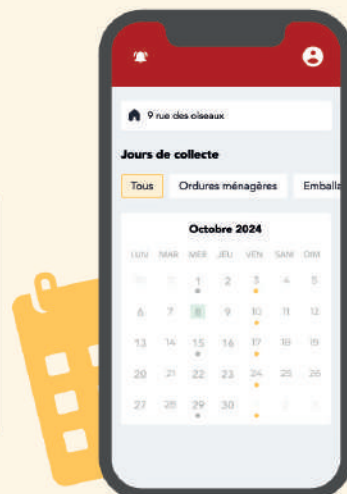 9 rue des oiseaux
Jours de collecte
Tous Ordures ménagères Emballa
Octobre 2024
LUN MAR MER JEU VEN SAM DIM
1 2 3 4 5
6 7 8 9 10 11 12
13 14 15 16 17 18 19
20 21 22 23 24 25 26
27 28 29 30